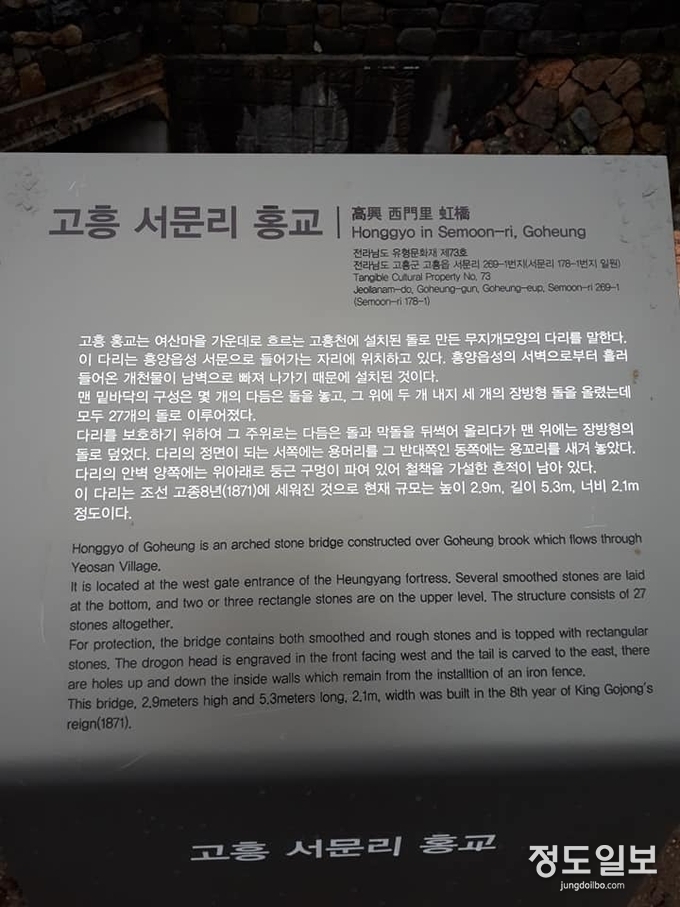 고흥 서문리 홍교
高興 西門里 虹橋
Honggyo in Semoon-ri, Goheung
전라남도 유형문화재 제73호
전라남도 고흥군 고흥읍 서문리 269-1번지(서문리 178-1번지 일원)
Tangible Cultural Property No. 73
Jeollanam-do, Goheung-gun, Goheung-eup, Semoon-ri 269-1
(Semoon-ri 178-1)
고흥 홍교는 여산마을 가운데로 흐르는 고흥천에 설치된 돌로 만든 무지개모양의 다리를 말한다.
이 다리는 흥양읍성 서문으로 들어가는 자리에 위치하고 있다. 흥양읍성의 서벽으로부터 흘러
들어온 개천물이 남벽으로 빠져 나가기 때문에 설치된 것이다.
맨 밑바닥의 구성은 몇 개의 다듬은 돌을 놓고, 그 위에 두 개 내지 세 개의 장방형 돌을 올렸는데
모두 27개의 돌로 이루어졌다.
다리를 보호하기 위하여 그 주위로는 다듬은 돌과 막돌을 뒤썩어 올리다가 맨 위에는 장방형의
돌로 덮었다. 다리의 정면이 되는 서쪽에는 용머리를 그 반대쪽인 동쪽에는 용꼬리를 새겨 놓았다.
다리의 안벽 양쪽에는 위아래로 둥근 구멍이 파여 있어 철책을 가설한 흔적이 남아 있다.
이 다리는 조선 고종8년(1871)에 세워진 것으로 현재 규모는 높이 2.9m, 길이 5.3m, 너비 2.1m
정도이다.
Honggyo of Goheung is an arched stone bridge constructed over Goheung brook which flows through
Yeosan Village.
It is located at the west gate entrance of the Heungyang fortress. Several smoothed stones are laid
at the bottom, and two or three rectangle stones are on the upper level. The structure consists of 27
stones altogether.
For protection, the bridge contains both smoothed and rough stones and is topped with rectangular
stones. The drogon head is engraved in the front facing west and the tail is carved to the east, there
are holes up and down the inside walls which remain from the installtion of an iron fence.
This bridge, 2.9meters high and 5.3meters long, 2.1m, width was built in the 8th year of King Gojong's
reign(1871).
고흥 서문리 홍교
정도일보
jungdoilbo.com